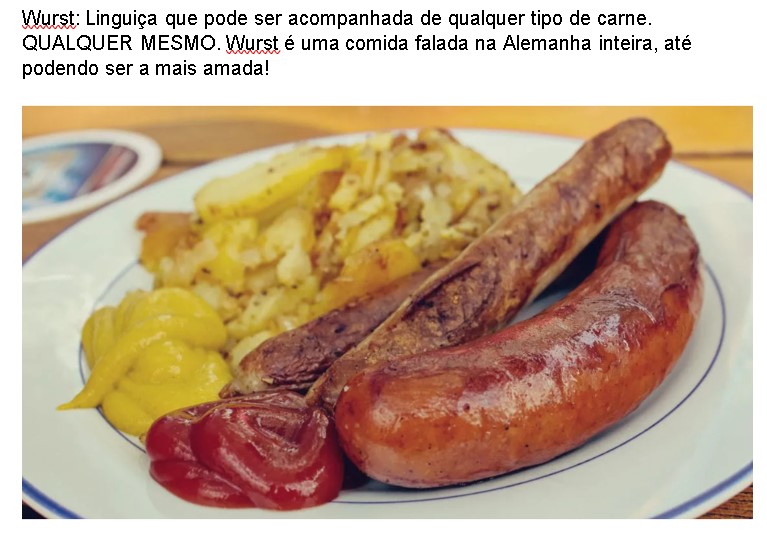 Wurst: Linguiça que pode ser acompanhada de qualquer tipo de carne.
QUALQUER MESMO. Wurst é uma comida falada na Alemanha inteira, até
podendo ser a mais amada!